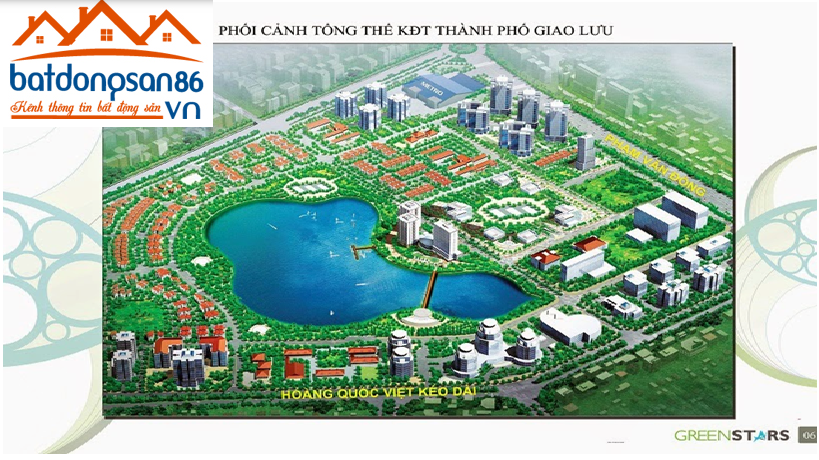 PHỐI CẢNH TỔNG THỂ KĐT THÀNH PHỐ GIAO LƯU
batdongsan86
Kênh thông tin bất động sản
VN
METRO
PHẠM VĂN ĐỒNG
HOÀNG QUỐC VIỆT KÉO DÀI
GREENSTARS
06